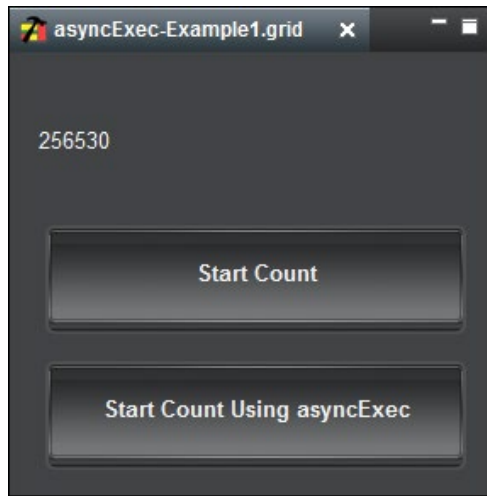 asyncExec-Example1.grid
256530
Start Count
Start Count Using asyncExec